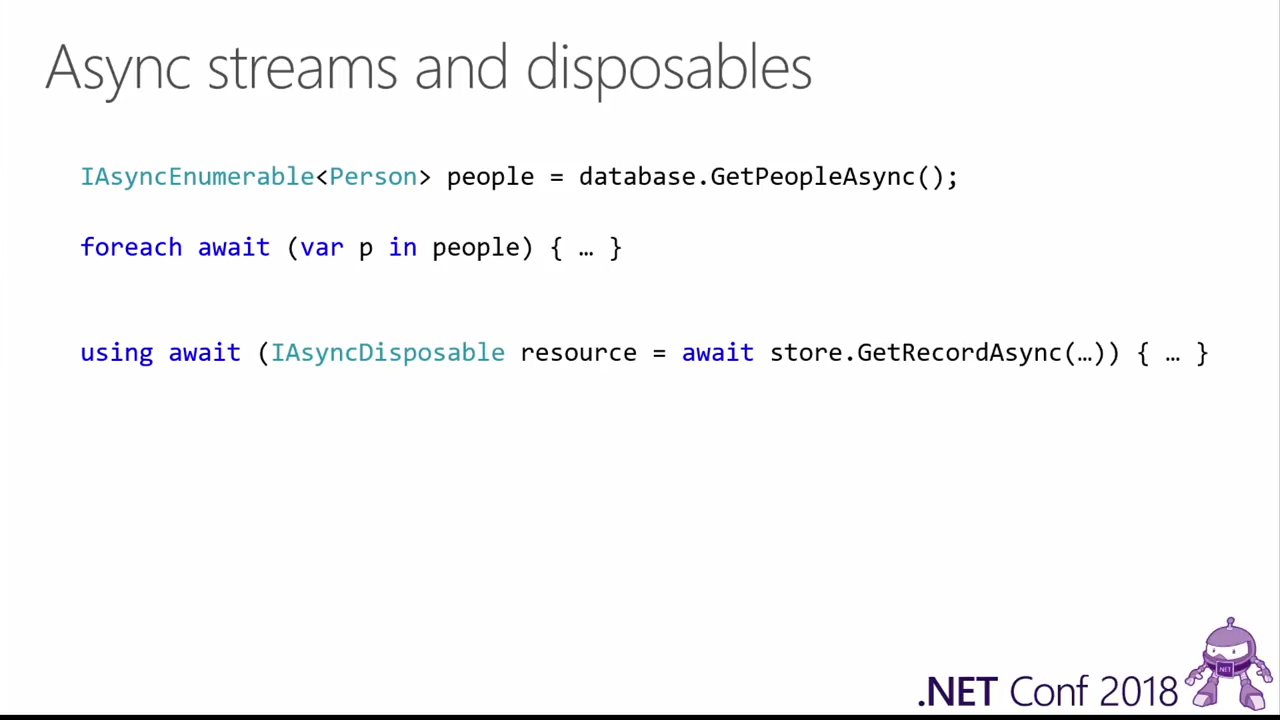 Async streams and disposables
IAsyncEnumerable<Person> people = database.GetPeopleAsync();
foreach await (var p in people) { … }
using await (IAsyncDisposable resource = await store.GetRecordAsync(…)) { … }
.NET Conf 2018
.NET